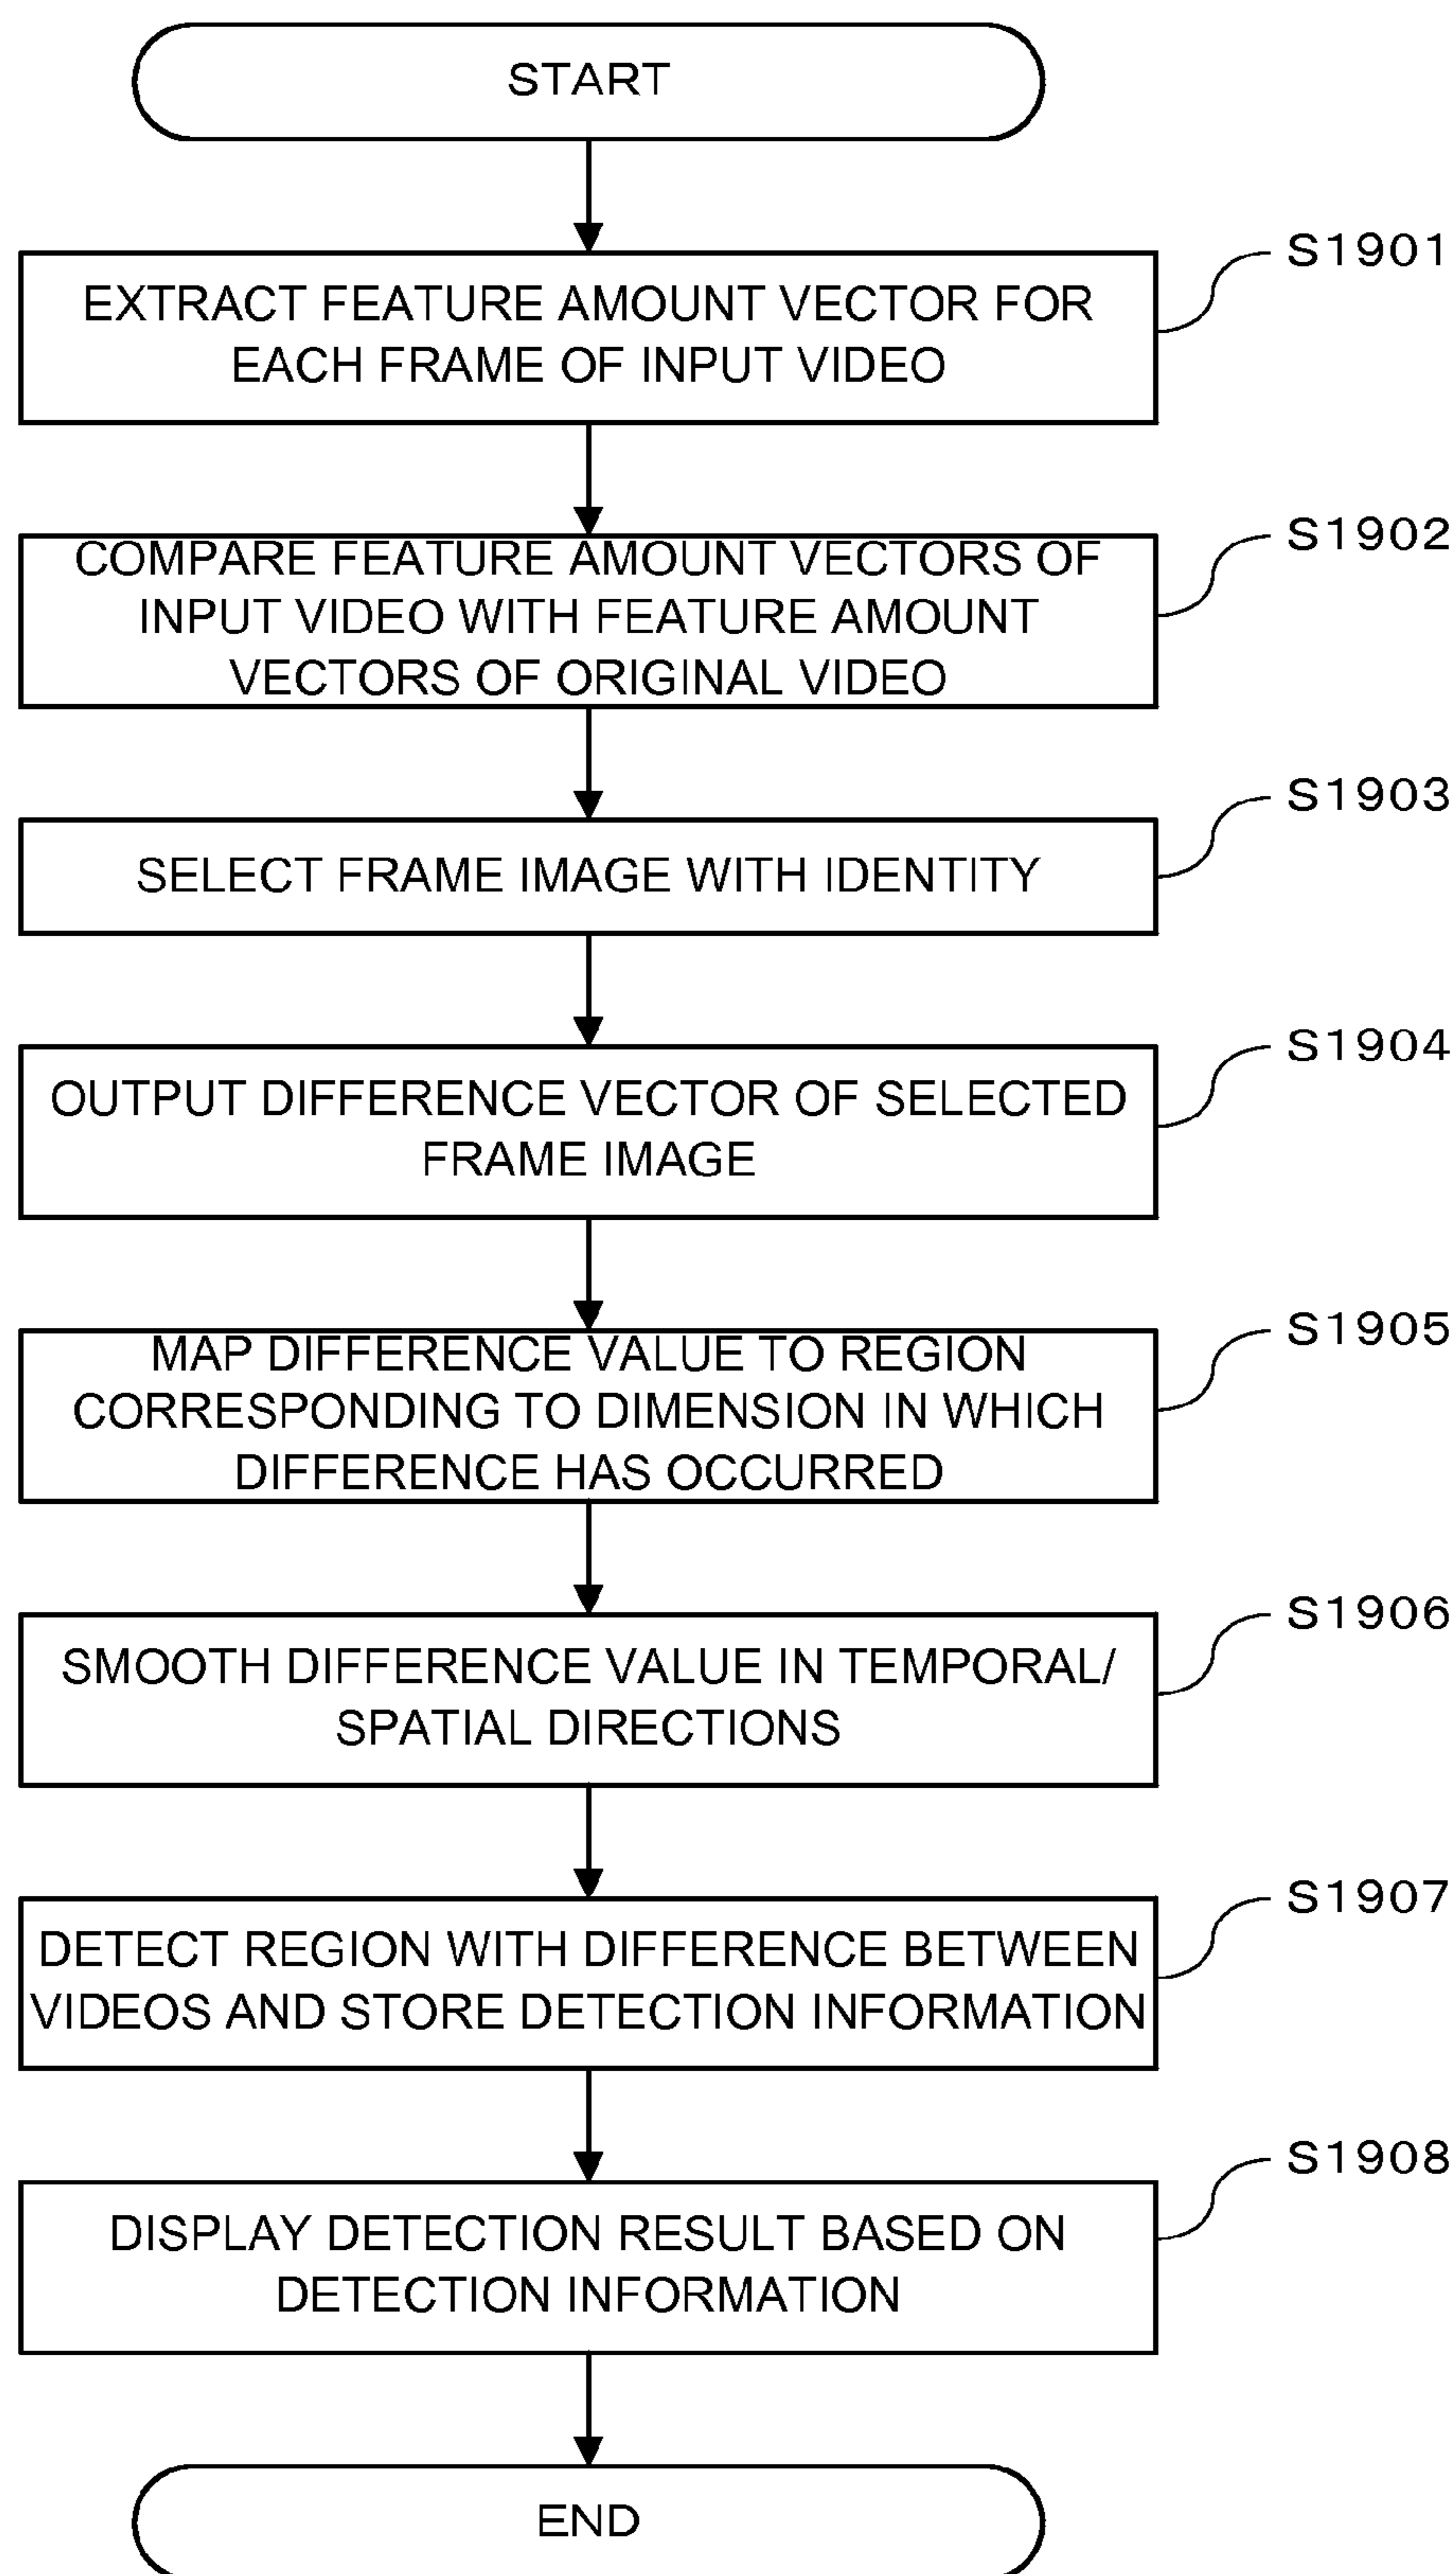 START
S1901
EXTRACT FEATURE AMOUNT VECTOR FOR
EACH FRAME OF INPUT VIDEO
S1902
COMPARE FEATURE AMOUNT VECTORS OF
INPUT VIDEO WITH FEATURE AMOUNT
VECTORS OF ORIGINAL VIDEO
S1903
SELECT FRAME IMAGE WITH IDENTITY
S1904
OUTPUT DIFFERENCE VECTOR OF SELECTED
FRAME IMAGE
S1905
MAP DIFFERENCE VALUE TO REGION
CORRESPONDING TO DIMENSION IN WHICH
DIFFERENCE HAS OCCURRED
S1906
SMOOTH DIFFERENCE VALUE IN TEMPORAL/
SPATIAL DIRECTIONS
S1907
DETECT REGION WITH DIFFERENCE BETWEEN
VIDEOS AND STORE DETECTION INFORMATION
S1908
DISPLAY DETECTION RESULT BASED ON
DETECTION INFORMATION
END